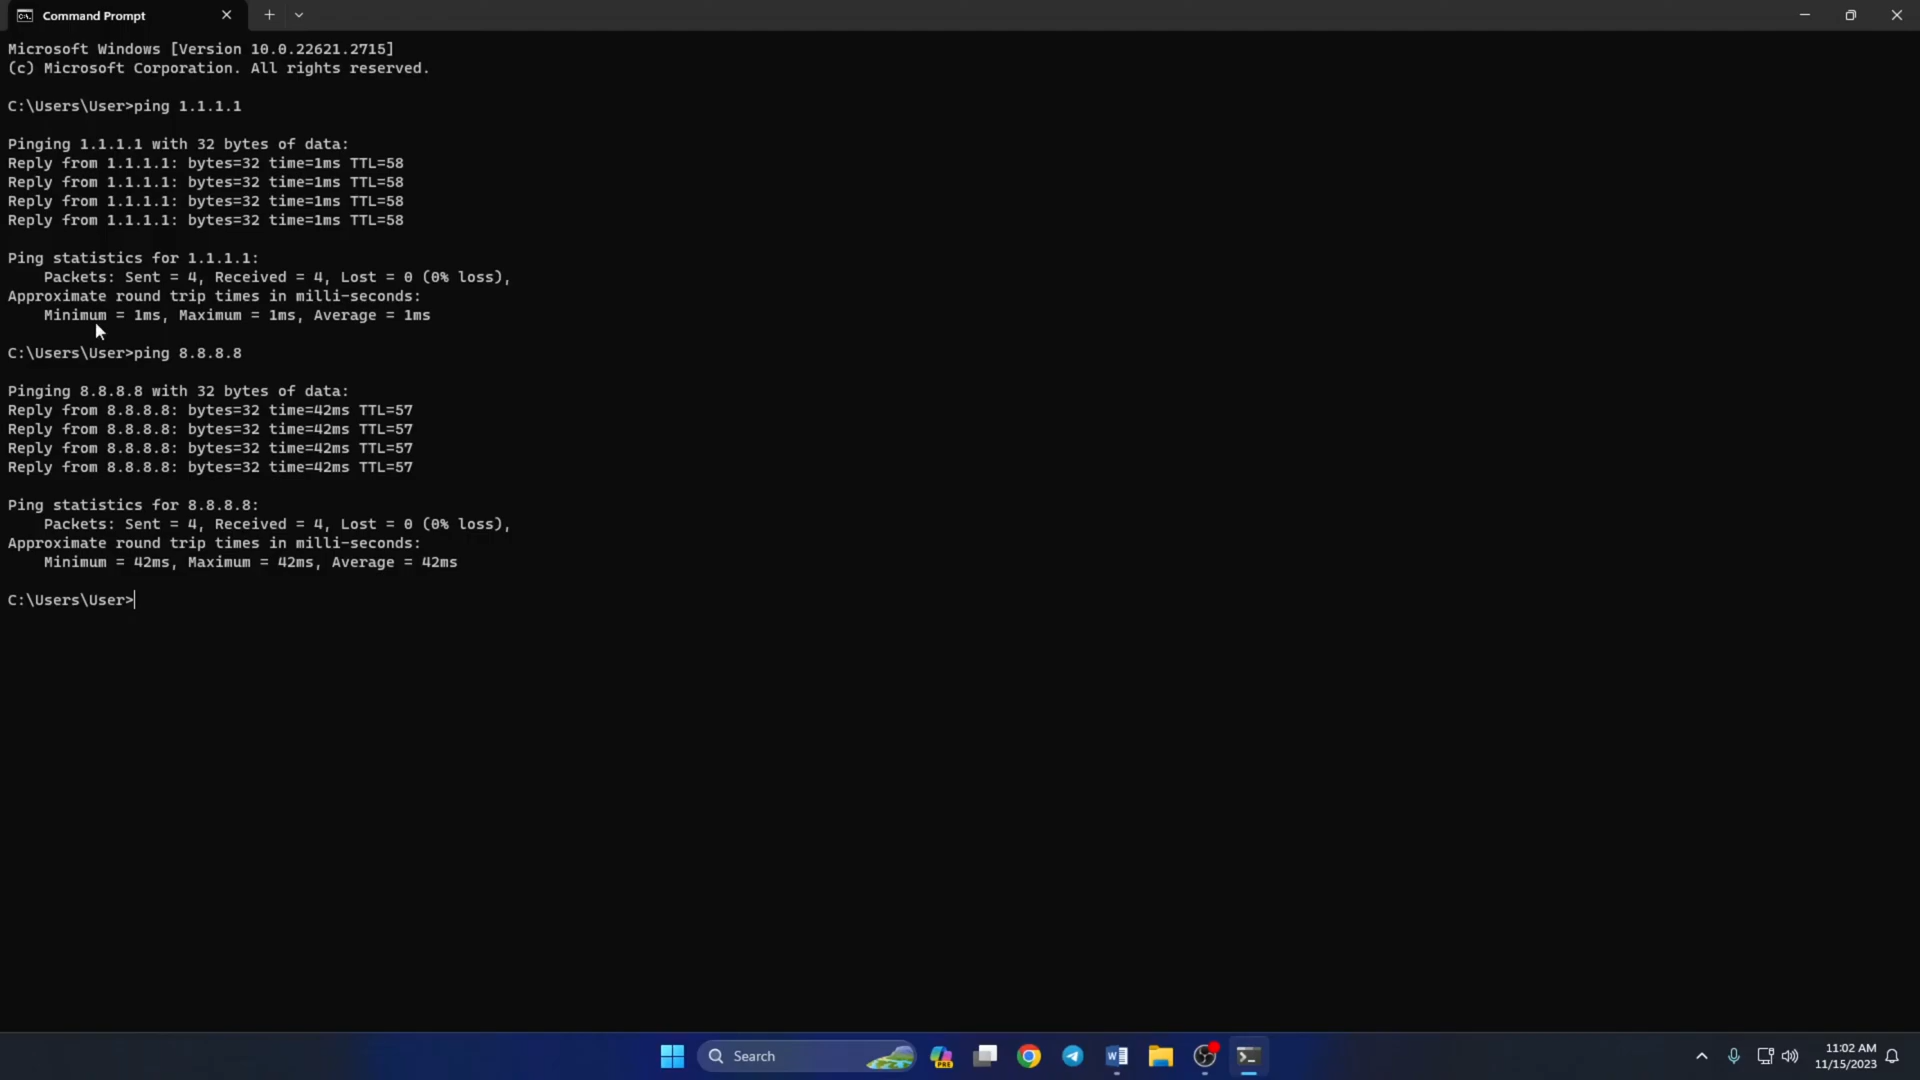 Command Prompt
Microsoft Windows [Version 10.0.22621.2715]
(c) Microsoft Corporation. All rights reserved.
C:\Users\User>ping 1.1.1.1
Pinging 1.1.1.1 with 32 bytes of data:
Reply from 1.1.1.1: bytes=32 time=1ms TTL=58
Reply from 1.1.1.1: bytes=32 time=1ms TTL=58
Reply from 1.1.1.1: bytes=32 time=1ms TTL=58
Reply from 1.1.1.1: bytes=32 time=1ms TTL=58
Ping statistics for 1.1.1.1:
Packets: Sent = 4, Received = 4, Lost = 0 (0% loss),
Approximate round trip times in milli-seconds:
Minimum = 1ms, Maximum = 1ms, Average = 1ms
C:\Users\User>ping 8.8.8.8
Pinging 8.8.8.8 with 32 bytes of data:
Reply from 8.8.8.8: bytes=32 time=42ms TTL=57
Reply from 8.8.8.8: bytes=32 time=42ms TTL=57
Reply from 8.8.8.8: bytes=32 time=42ms TTL=57
Reply from 8.8.8.8: bytes=32 time=42ms TTL=57
Ping statistics for 8.8.8.8:
Packets: Sent = 4, Received = 4, Lost = 0 (0% loss),
Approximate round trip times in milli-seconds:
Minimum = 42ms, Maximum = 42ms, Average = 42ms
C:\Users\User>
Search
PRE
11:02 AM
11/15/2023